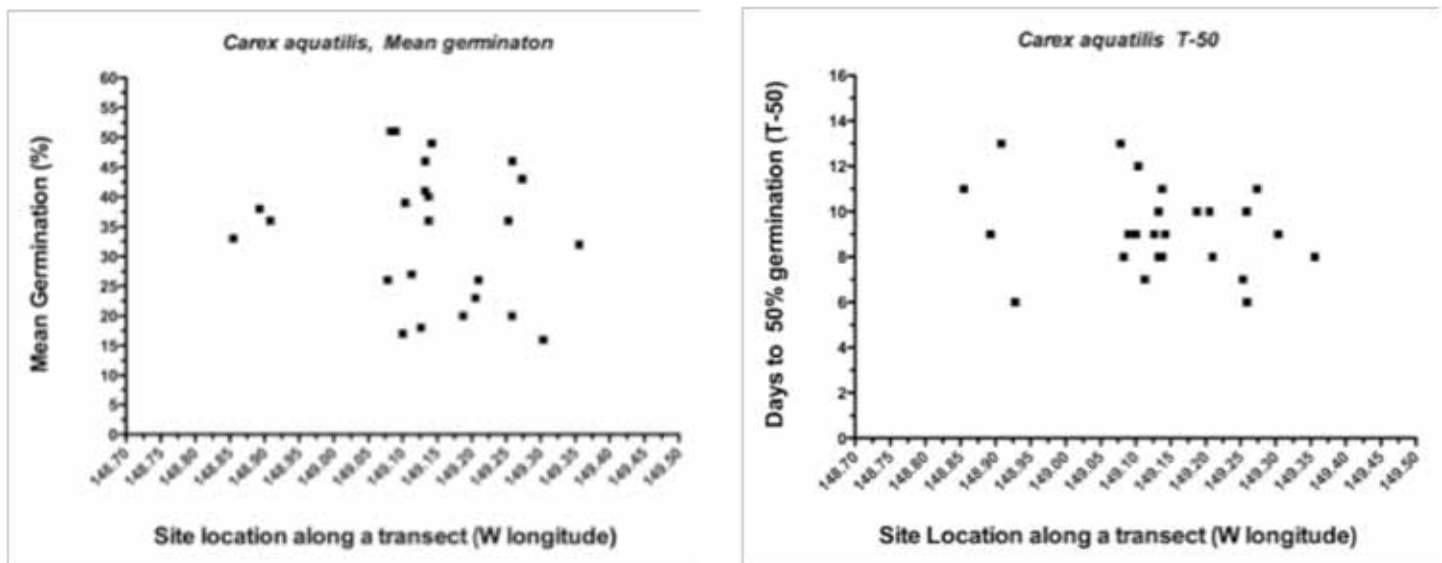 Carex aquatilis, Mean germinaton
60
55
50
45
40
35
30
25
20
15
10
5
0
Mean Germination (%)
148.70 148.75 148.80 148.85 148.90 148.95 149.00 149.05 149.10 149.15 149.20 149.25 149.30 149.35 149.40 149.45 149.50
Site location along a transect (W longitude)
Carex aquatilis T-50
16
14
12
10
8
6
4
2
0
Days to 50% germination (T-50)
148.70 148.75 148.80 148.85 148.90 148.95 149.00 149.05 149.10 149.15 149.20 149.25 149.30 149.35 149.40 149.45 149.50
Site Location along a transect (W longitude)